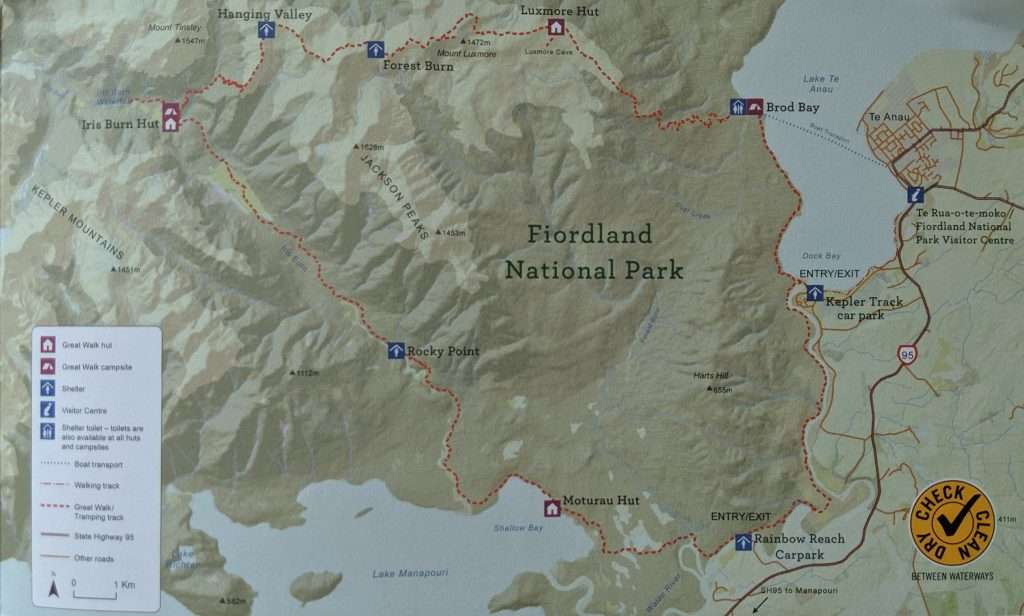 Hanging Valley
Mount Tinsley
1547m
Luxmore Hut
1472m
Mount Luxmore
Luxmore Cave
Forest Burn
Iris Burn
Waterfall
Iris Burn Hut
Brod Bay
Boat Transport
Lake Te
Anau
Te Anau
Te Rua-o-te-moko /
Fiordland National
Park Visitor Centre
1628m
JACKSON PEAKS
1453m
KEPLER MOUNTAINS
1451m
Iris Burn
Fiordland
National Park
Dock Bay
ENTRY/EXIT
Kepler Track
car park
95
Rocky Point
1112m
Harts Hill
655m
Great Walk hut
Great Walk campsite
Shelter
Visitor Centre
Shelter toilet – toilets are
also available at all huts
and campsites
Boat transport
Walking track
Great Walk/
Tramping track
State Highway 95
Other roads
N
0 1 Km
Moturau Hut
Shallow Bay
ENTRY/EXIT
Rainbow Reach
Carpark
Lake Manapouri
582m
Waiau River
SH95 to Manapouri
411m
CHECK
CLEAN
DRY
BETWEEN WATERWAYS